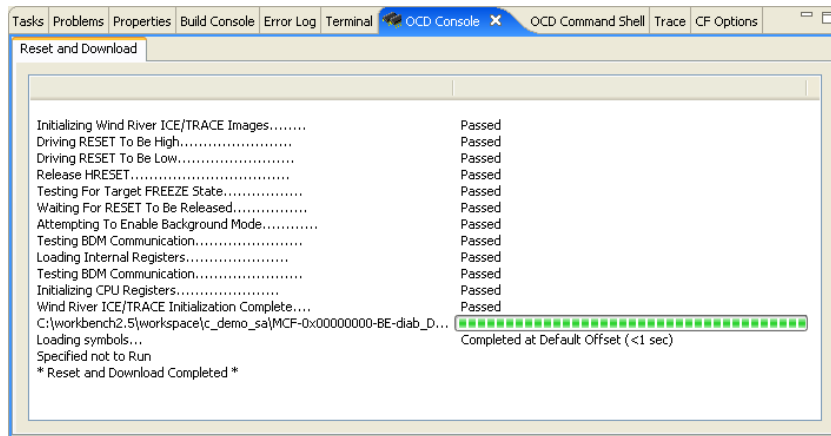 Tasks Problems Properties Build Console Error Log Terminal OCD Console OCD Command Shell Trace CF Options
Reset and Download
Initializing Wind River ICE/TRACE Images........ Passed
Driving RESET To Be High........................ Passed
Driving RESET To Be Low......................... Passed
Release HRESET.................................. Passed
Testing For Target FREEZE State................. Passed
Waiting For RESET To Be Released................ Passed
Attempting To Enable Background Mode............ Passed
Testing BDM Communication....................... Passed
Loading Internal Registers...................... Passed
Testing BDM Communication....................... Passed
Initializing CPU Registers...................... Passed
Wind River ICE/TRACE Initialization Complete.... Passed
C:\workbench2.5\workspace\c_demo_sa\MCF-0x00000000-BE-diab_D...
Loading symbols... Completed at Default Offset (<1 sec)
Specified not to Run
* Reset and Download Completed *